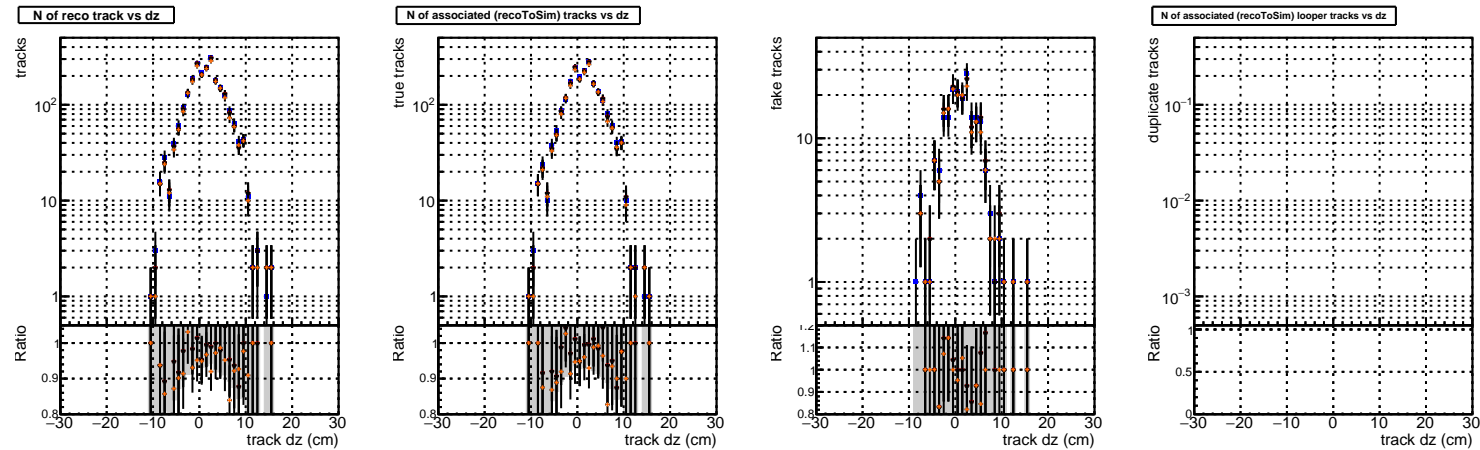 N of reco track vs dz
tracks
10²
10
1
Ratio
1
0.9
0.8
−30 −20 −10 0 10 20 30
track dz (cm)
N of associated (recoToSim) tracks vs dz
true tracks
10²
10
1
Ratio
1
0.9
0.8
−30 −20 −10 0 10 20 30
track dz (cm)
fake tracks
10
1
Ratio
1.2
1.1
1
0.9
0.8
−30 −20 −10 0 10 20 30
track dz (cm)
N of associated (recoToSim) looper tracks vs dz
duplicate tracks
10⁻¹
10⁻²
10⁻³
Ratio
1
0.5
0
−30 −20 −10 0 10 20 30
track dz (cm)